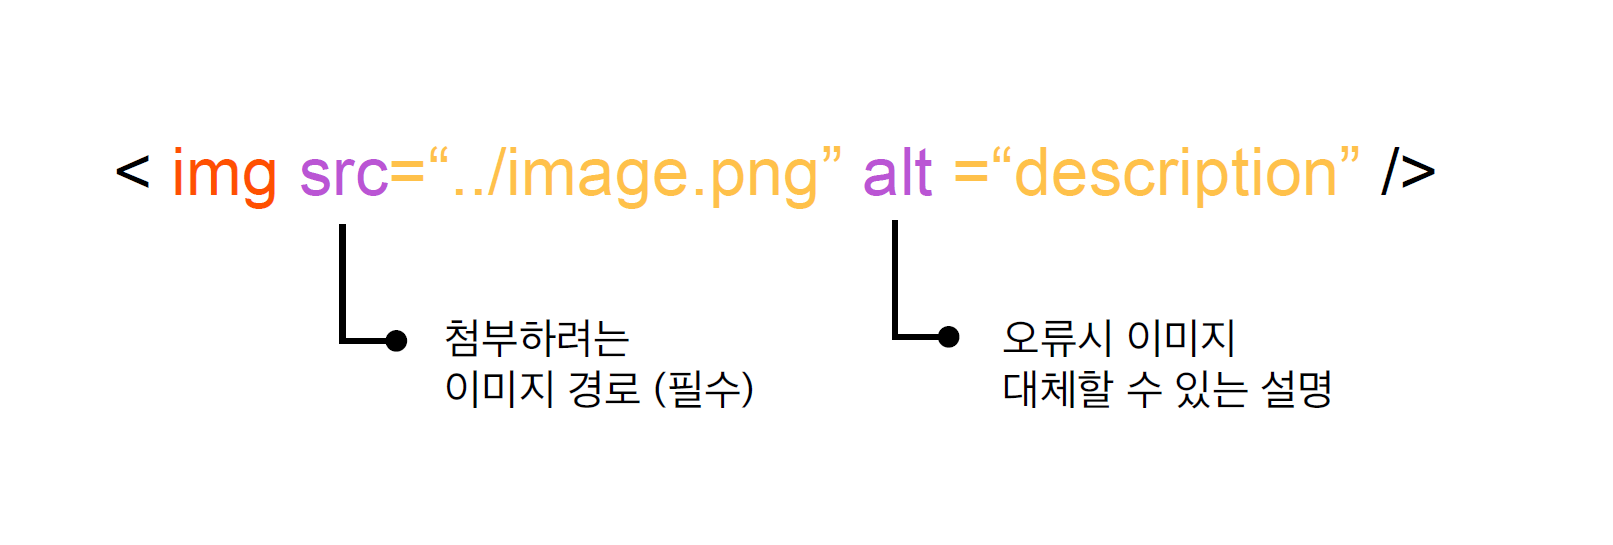 < img src=“../image.png” alt =“description” />
첨부하려는
이미지 경로 (필수)
오류시 이미지
대체할 수 있는 설명